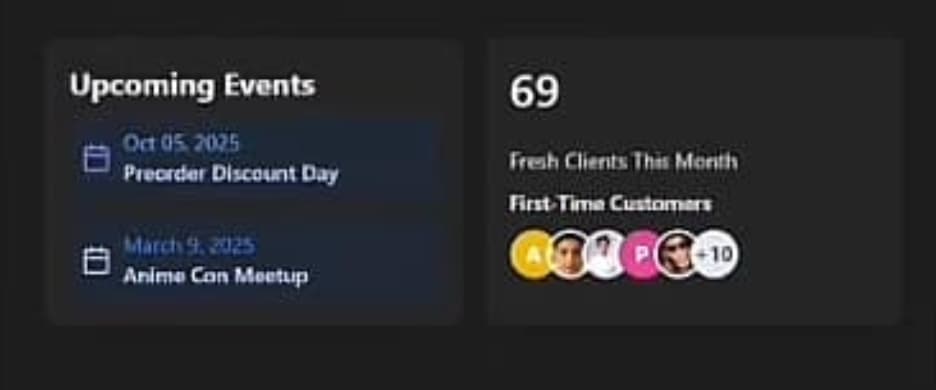 Upcoming Events
Oct 05, 2025
Preorder Discount Day
March 9, 2025
Anime Con Meetup
69
Fresh Clients This Month
First-Time Customers
A
P
+10